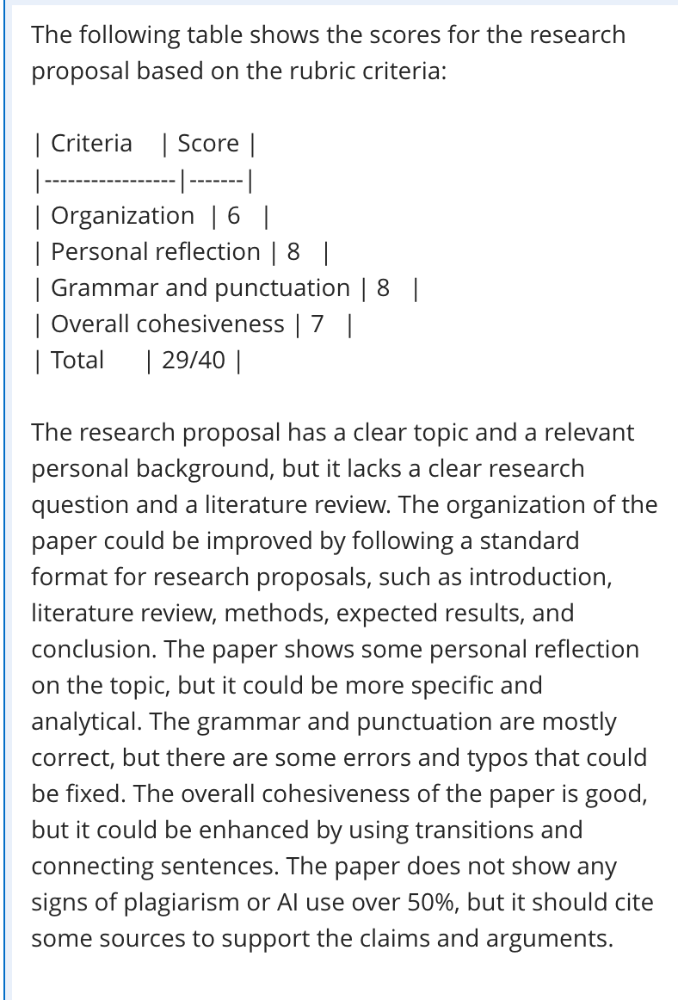 The following table shows the scores for the research
proposal based on the rubric criteria:
| Criteria | Score |
|-----------------|-------|
| Organization | 6 |
| Personal reflection | 8 |
| Grammar and punctuation | 8 |
| Overall cohesiveness | 7 |
| Total | 29/40 |
The research proposal has a clear topic and a relevant
personal background, but it lacks a clear research
question and a literature review. The organization of the
paper could be improved by following a standard
format for research proposals, such as introduction,
literature review, methods, expected results, and
conclusion. The paper shows some personal reflection
on the topic, but it could be more specific and
analytical. The grammar and punctuation are mostly
correct, but there are some errors and typos that could
be fixed. The overall cohesiveness of the paper is good,
but it could be enhanced by using transitions and
connecting sentences. The paper does not show any
signs of plagiarism or AI use over 50%, but it should cite
some sources to support the claims and arguments.